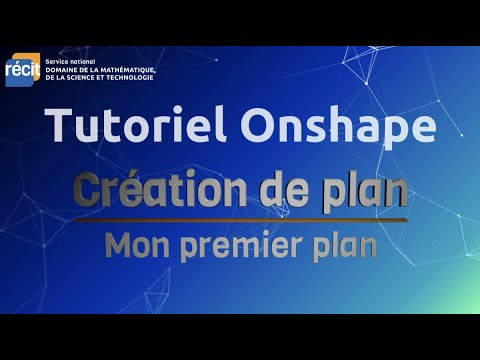 récit
Service national
DOMAINE DE LA MATHÉMATIQUE,
DE LA SCIENCE ET TECHNOLOGIE
Tutoriel Onshape
Création de plan
Mon premier plan